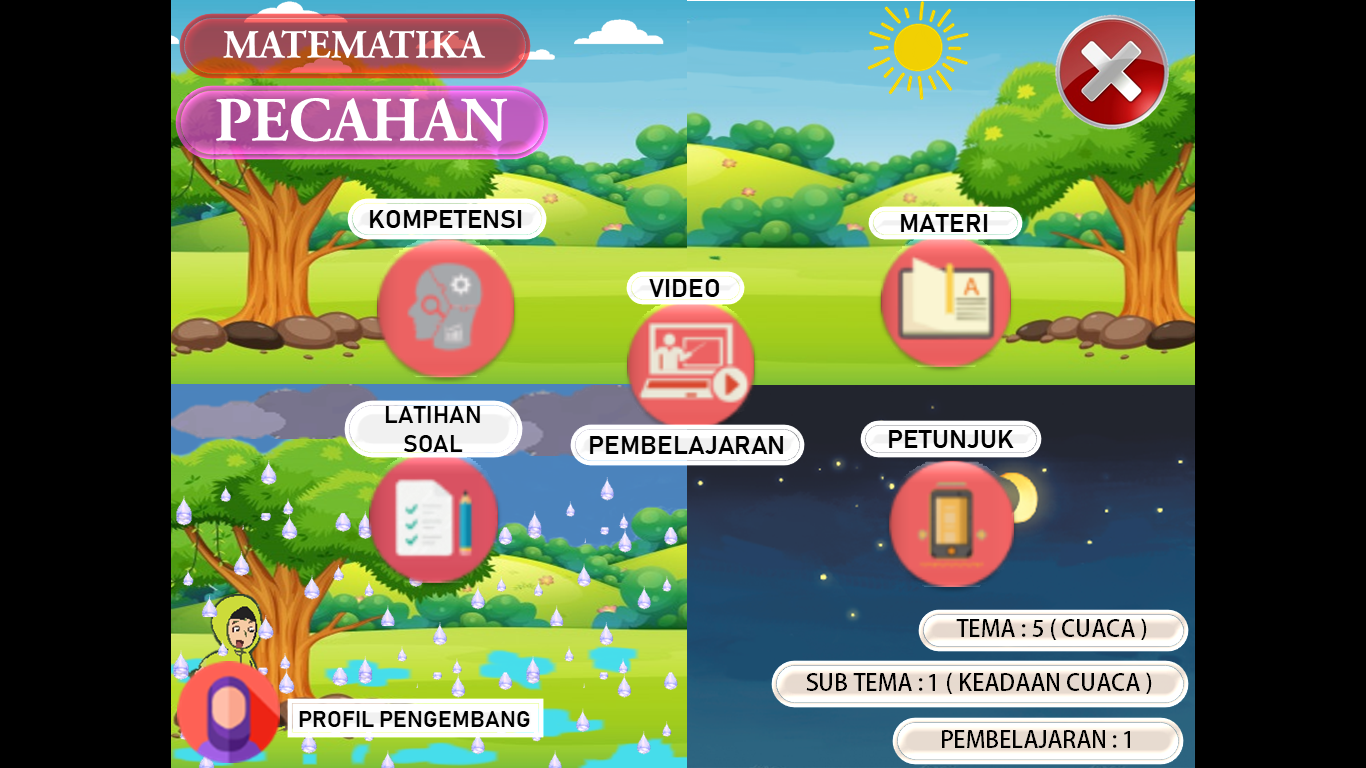 MATEMATIKA
PECAHAN
KOMPETENSI
MATERI
VIDEO
A
LATIHAN
SOAL
PEMBELAJARAN
PETUNJUK
TEMA : 5 ( CUACA )
SUB TEMA : 1 ( KEADAAN CUACA )
PROFIL PENGEMBANG
PEMBELAJARAN : 1